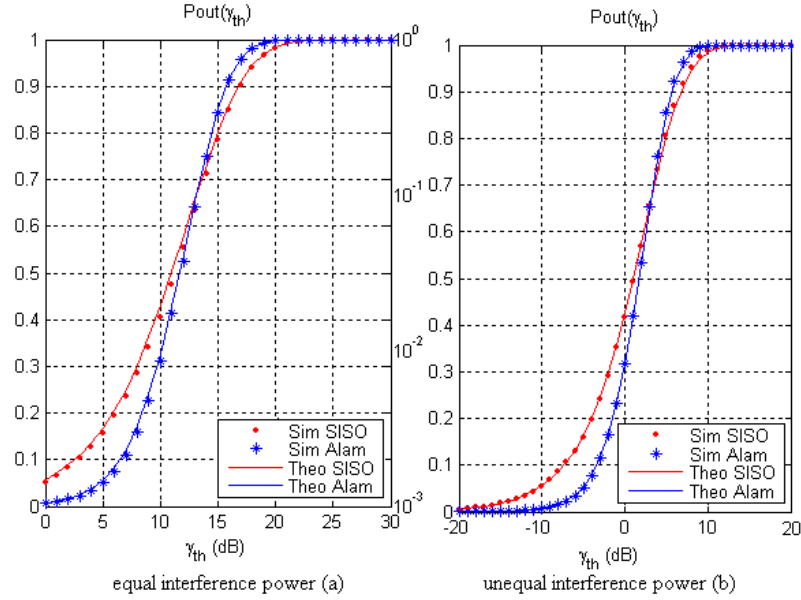 Pout(γth)
1
0.9
0.8
0.7
0.6
0.5
0.4
0.3
0.2
0.1
0
10^0
10^-1
10^-2
10^-3
Sim SISO
Sim Alam
Theo SISO
Theo Alam
0 5 10 15 20 25 30
γth (dB)
equal interference power (a)
Pout(γth)
1
0.9
0.8
0.7
0.6
0.5
0.4
0.3
0.2
0.1
0
Sim SISO
Sim Alam
Theo SISO
Theo Alam
-20 -10 0 10 20
γth (dB)
unequal interference power (b)